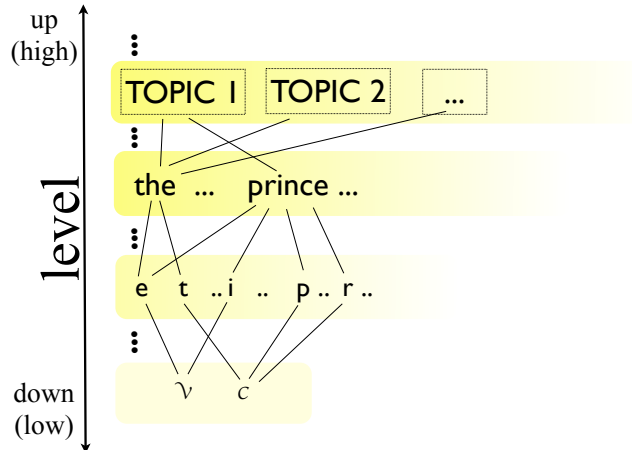 up
(high)
TOPIC 1 TOPIC 2 ...
level
the ... prince ...
e t ..i .. p.. r ..
v c
down
(low)